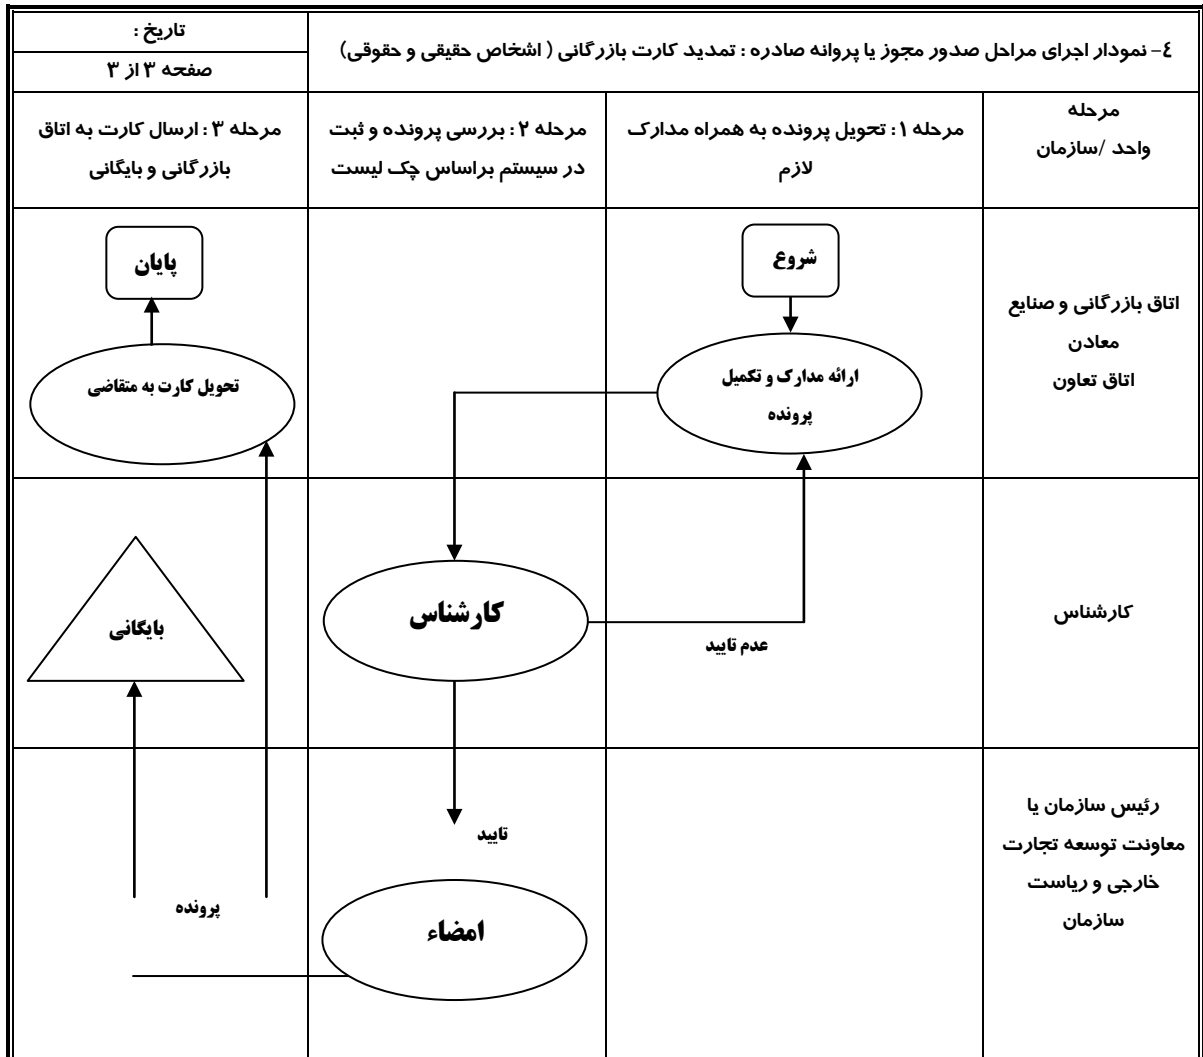 ٤- نمودار اجرای مراحل صدور مجوز یا پروانه صادره : تمدید کارت بازرگانی ( اشخاص حقیقی و حقوقی)
تاریخ :
صفحه ۳ از ۳
مرحله
واحد /سازمان
مرحله ۱: تحویل پرونده به همراه مدارک
لازم
مرحله ۲ : بررسی پرونده و ثبت
در سیستم براساس چک لیست
مرحله ۳ : ارسال کارت به اتاق
بازرگانی و بایگانی
اتاق بازرگانی و صنایع
معادن
اتاق تعاون
شروع
ارائه مدارک و تکمیل
پرونده
پایان
تحویل کارت به متقاضی
کارشناس
عدم تایید
کارشناس
بایگانی
رئیس سازمان یا
معاونت توسعه تجارت
خارجی و ریاست
سازمان
تایید
امضاء
پرونده